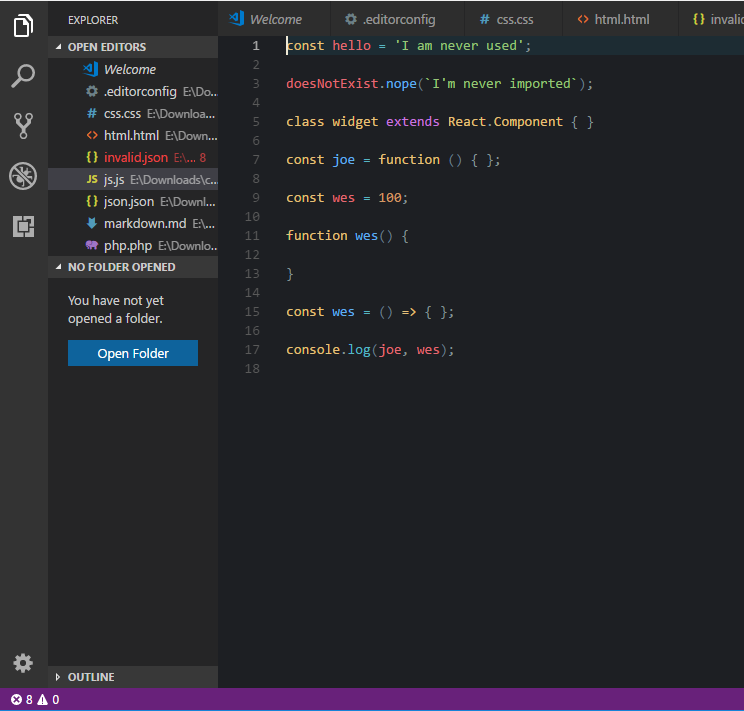 EXPLORER
OPEN EDITORS
Welcome
.editorconfig E:\Do...
css.css E:\Downloa...
html.html E:\Down...
invalid.json E:\... 8
js.js E:\Downloads\c...
json.json E:\Downl...
markdown.md E:\...
php.php E:\Downlo...
NO FOLDER OPENED
You have not yet
opened a folder.
Open Folder
OUTLINE
Welcome .editorconfig # css.css <> html.html {} invalid
1 const hello = 'I am never used';
2
3 doesNotExist.nope(`I'm never imported`);
4
5 class widget extends React.Component { }
6
7 const joe = function () { };
8
9 const wes = 100;
10
11 function wes() {
12
13 }
14
15 const wes = () => { };
16
17 console.log(joe, wes);
18
8 0